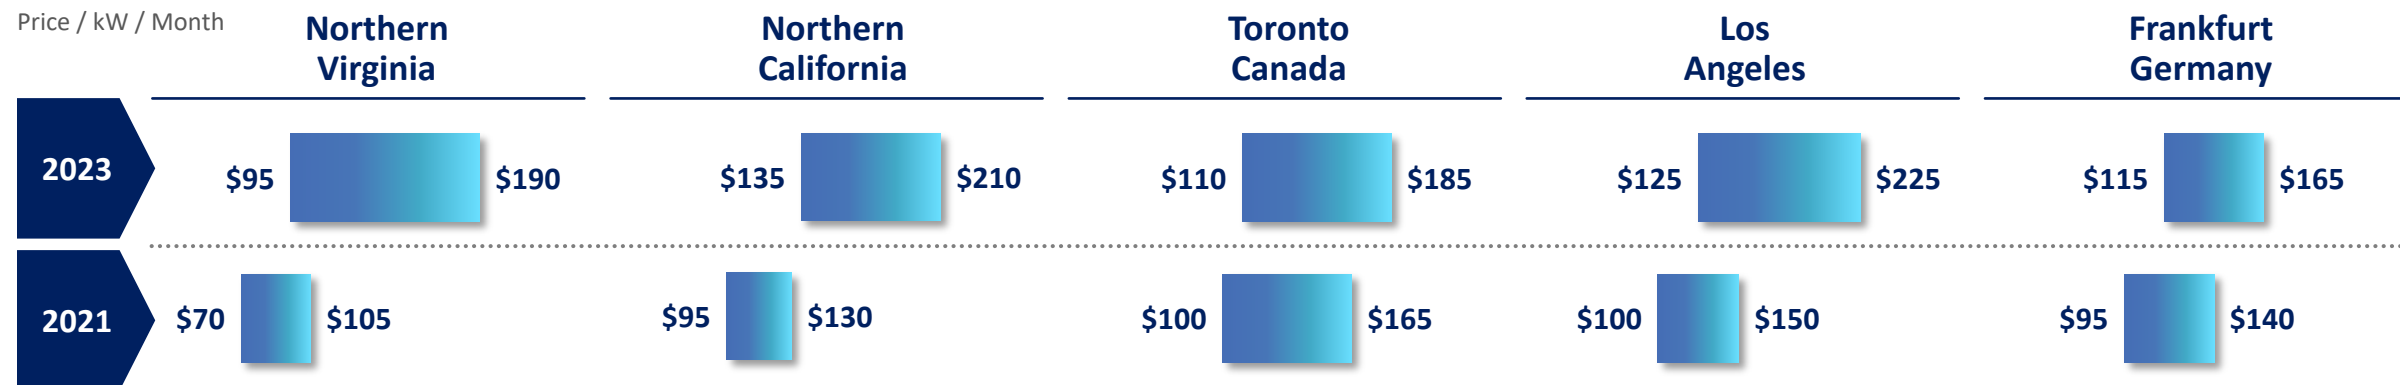 Price / kW / Month
Northern
Virginia
Northern
California
Toronto
Canada
Los
Angeles
Frankfurt
Germany
2023
$95 $190 $135 $210 $110 $185 $125 $225 $115 $165
2021
$70 $105 $95 $130 $100 $165 $100 $150 $95 $140